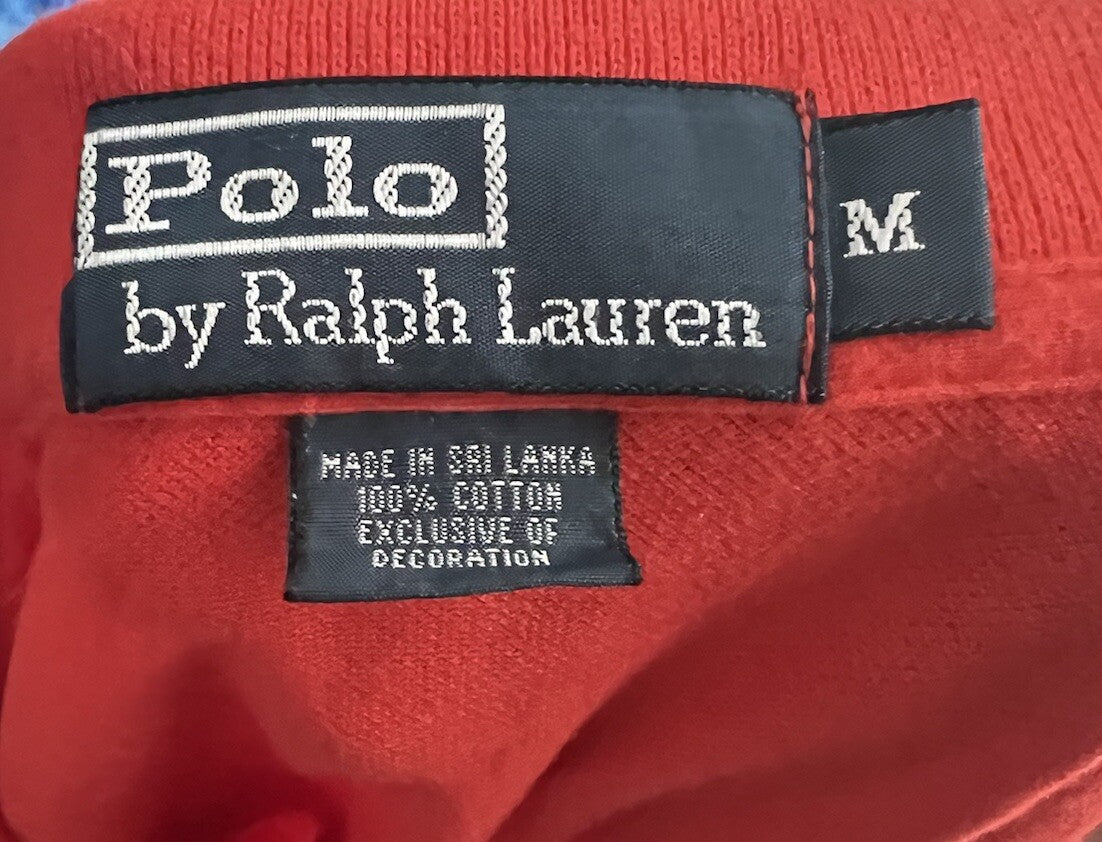 Polo
by Ralph Lauren
M
MADE IN SRI LANKA
100% COTTON
EXCLUSIVE OF
DECORATION